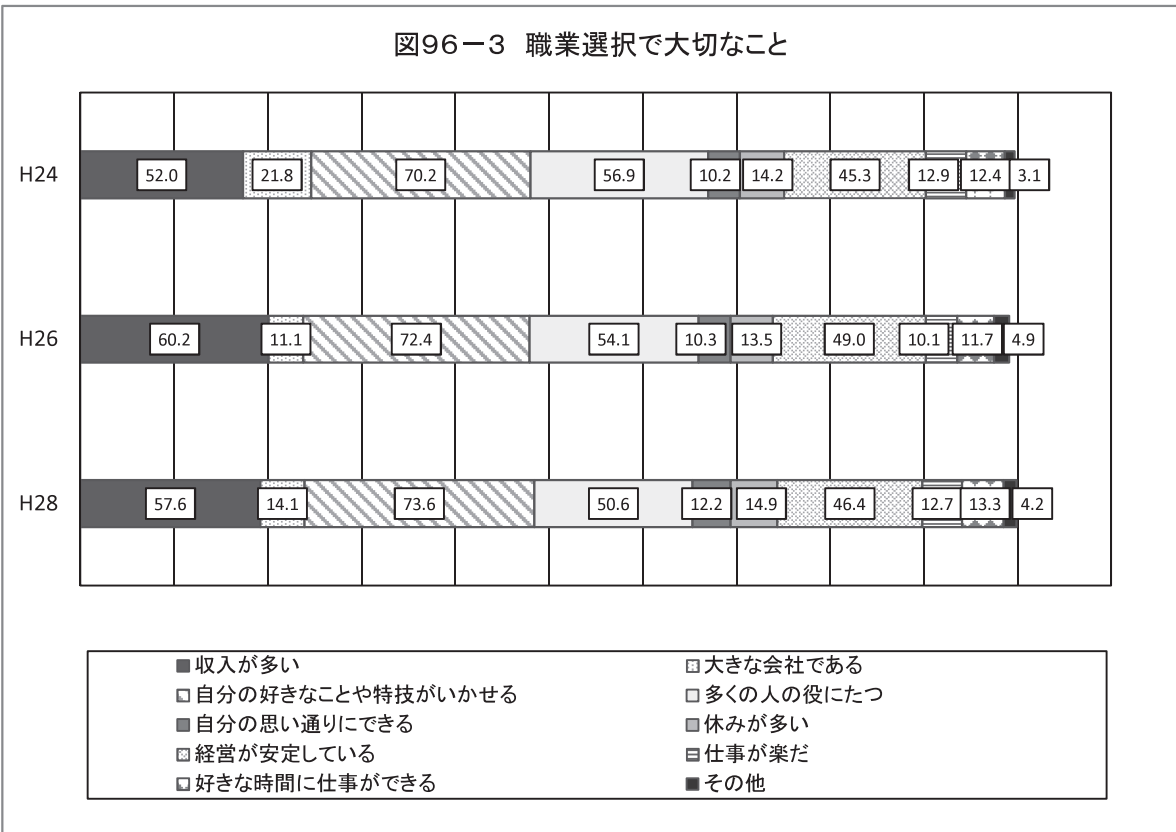 図96－3 職業選択で大切なこと
H24 52.0 21.8 70.2 56.9 10.2 14.2 45.3 12.9 12.4 3.1
H26 60.2 11.1 72.4 54.1 10.3 13.5 49.0 10.1 11.7 4.9
H28 57.6 14.1 73.6 50.6 12.2 14.9 46.4 12.7 13.3 4.2
収入が多い 大きな会社である
自分の好きなことや特技がいかせる 多くの人の役にたつ
自分の思い通りにできる 休みが多い
経営が安定している 仕事が楽だ
好きな時間に仕事ができる その他